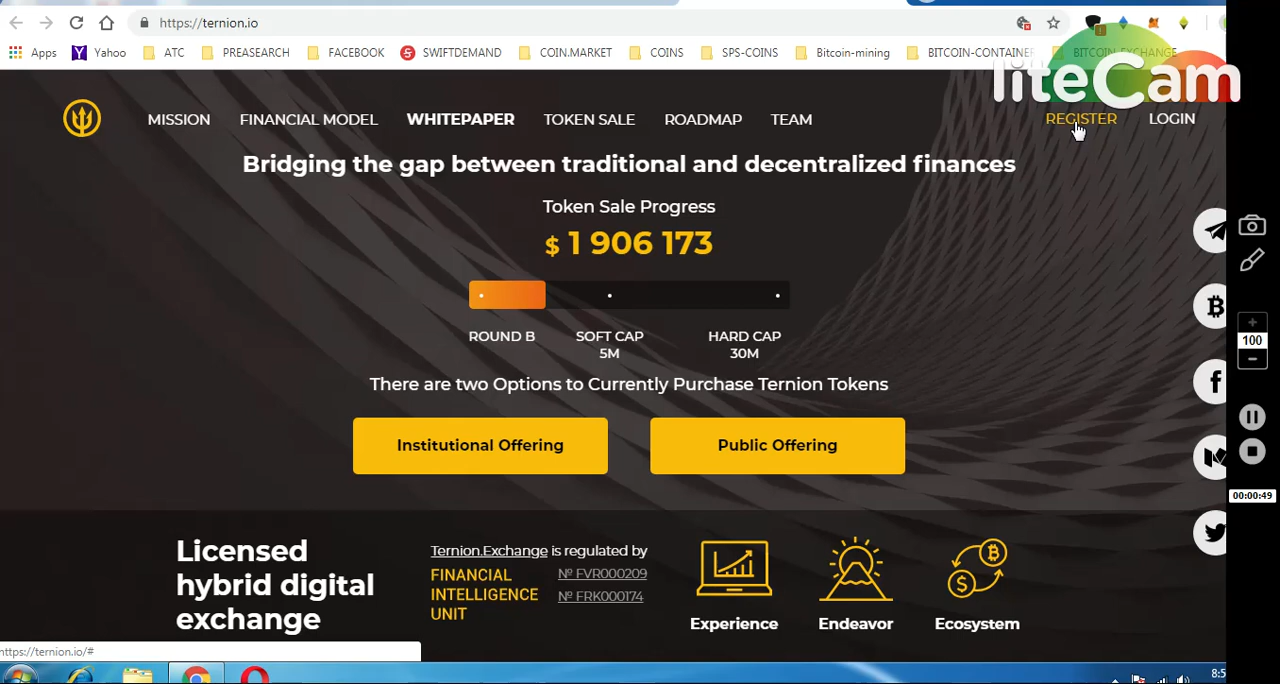 https://ternion.io
Apps Yahoo ATC PREASEARCH FACEBOOK SWIFTDEMAND COIN.MARKET COINS SPS-COINS Bitcoin-mining BITCOIN-CONTAINE BITCOIN-EXCHANGE
liteCam
MISSION FINANCIAL MODEL WHITEPAPER TOKEN SALE ROADMAP TEAM REGISTER LOGIN
Bridging the gap between traditional and decentralized finances
Token Sale Progress
$ 1 906 173
ROUND B SOFT CAP HARD CAP
5M 30M
100
There are two Options to Currently Purchase Ternion Tokens
Institutional Offering Public Offering
00:00:49
Licensed
hybrid digital
exchange
Ternion.Exchange is regulated by
FINANCIAL
INTELLIGENCE
UNIT
№ FVR000209
№ FRK000174
Experience Endeavor Ecosystem
https://ternion.io/#
8:5